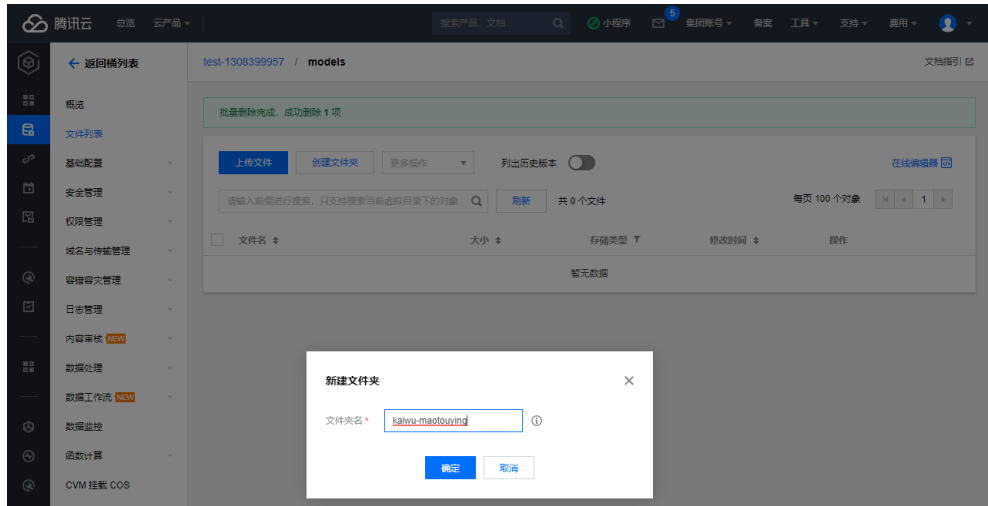 腾讯云 总览 云产品 搜索产品、文档... 小程序 5 集团账号 备案 工具 支持 费用
返回桶列表
test-1308399957 / models 文档指引
概览
文件列表
基础配置
安全管理
权限管理
域名与传输管理
容错容灾管理
日志管理
内容审核 NEW
数据处理
数据工作流 NEW
数据监控
函数计算
CVM 挂载 COS
批量删除完成，成功删除 1 项
上传文件 创建文件夹 更多操作 列出历史版本 在线编辑器
请输入前缀进行搜索，只支持搜索当前虚拟目录下的对象 刷新 共 0 个文件 每页 100 个对象 1
文件名 大小 存储类型 修改时间 操作
暂无数据
新建文件夹
文件夹名 * kaiwu-maotouying
确定 取消